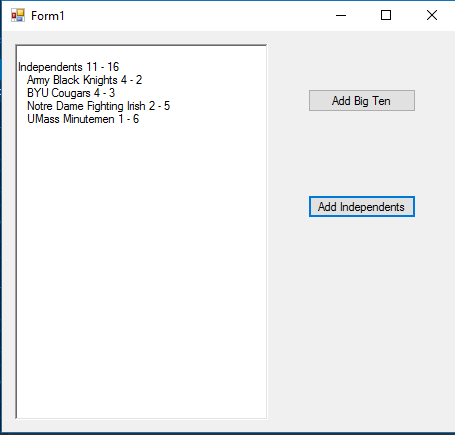 Form1
Independents 11 - 16
Army Black Knights 4 - 2
BYU Cougars 4 - 3
Notre Dame Fighting Irish 2 - 5
UMass Minutemen 1 - 6
Add Big Ten
Add Independents